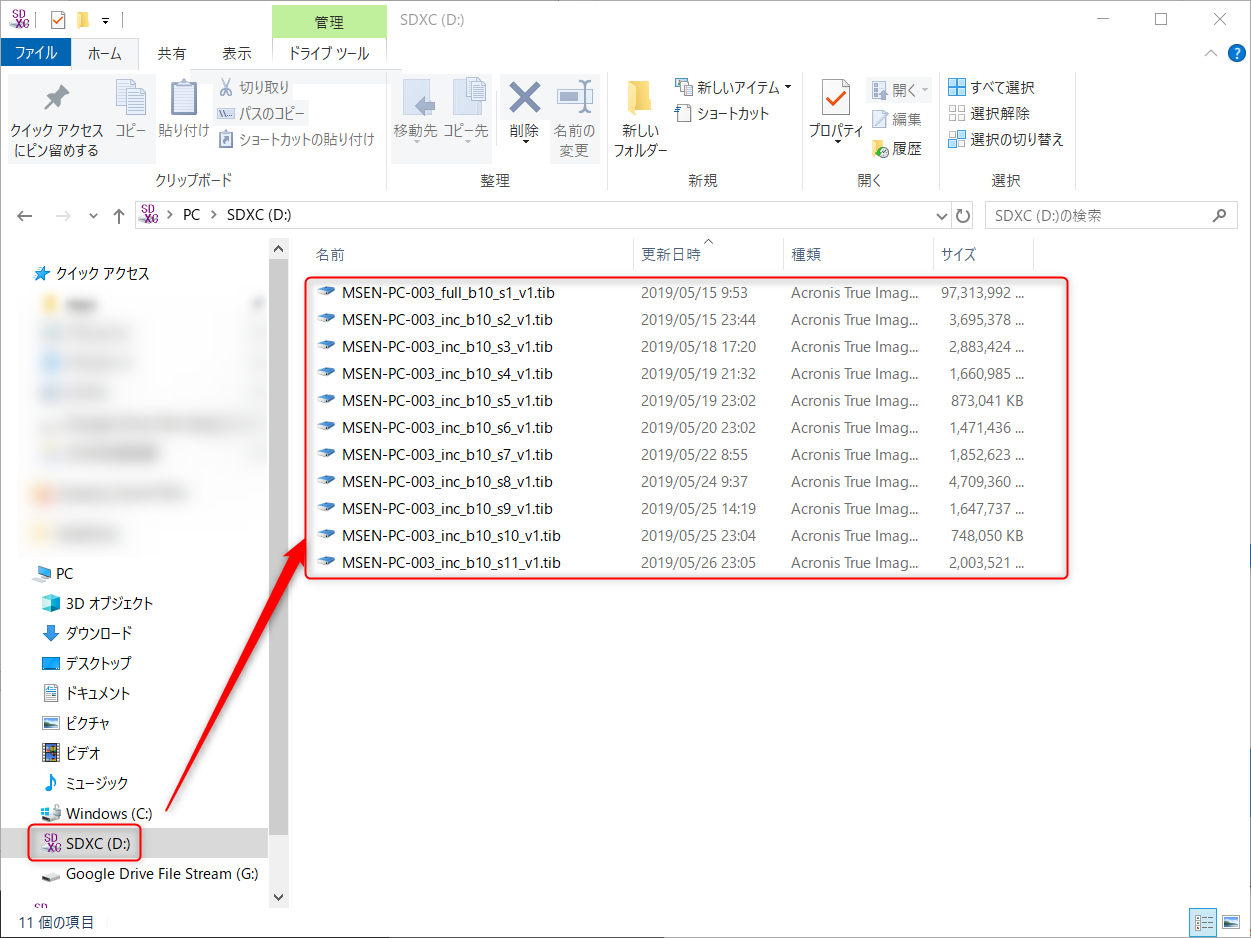 SDXC (D:)
管理
ファイル ホーム 共有 表示 ドライブ ツール
クイック アクセス
にピン留めする
コピー
貼り付け
切り取り
パスのコピー
ショートカットの貼り付け
クリップボード
移動先
コピー先
削除
名前の
変更
整理
新しい
フォルダー
新しいアイテム
ショートカット
新規
プロパティ
開く
編集
履歴
開く
すべて選択
選択解除
選択の切り替え
選択
PC SDXC (D:)
SDXC (D:)の検索
クイック アクセス
PC
3D オブジェクト
ダウンロード
デスクトップ
ドキュメント
ピクチャ
ビデオ
ミュージック
Windows (C:)
SDXC (D:)
Google Drive File Stream (G:)
名前 更新日時 種類 サイズ
MSEN-PC-003_full_b10_s1_v1.tib 2019/05/15 9:53 Acronis True Imag... 97,313,992 ...
MSEN-PC-003_inc_b10_s2_v1.tib 2019/05/15 23:44 Acronis True Imag... 3,695,378 ...
MSEN-PC-003_inc_b10_s3_v1.tib 2019/05/18 17:20 Acronis True Imag... 2,883,424 ...
MSEN-PC-003_inc_b10_s4_v1.tib 2019/05/19 21:32 Acronis True Imag... 1,660,985 ...
MSEN-PC-003_inc_b10_s5_v1.tib 2019/05/19 23:02 Acronis True Imag... 873,041 KB
MSEN-PC-003_inc_b10_s6_v1.tib 2019/05/20 23:02 Acronis True Imag... 1,471,436 ...
MSEN-PC-003_inc_b10_s7_v1.tib 2019/05/22 8:55 Acronis True Imag... 1,852,623 ...
MSEN-PC-003_inc_b10_s8_v1.tib 2019/05/24 9:37 Acronis True Imag... 4,709,360 ...
MSEN-PC-003_inc_b10_s9_v1.tib 2019/05/25 14:19 Acronis True Imag... 1,647,737 ...
MSEN-PC-003_inc_b10_s10_v1.tib 2019/05/25 23:04 Acronis True Imag... 748,050 KB
MSEN-PC-003_inc_b10_s11_v1.tib 2019/05/26 23:05 Acronis True Imag... 2,003,521 ...
11 個の項目